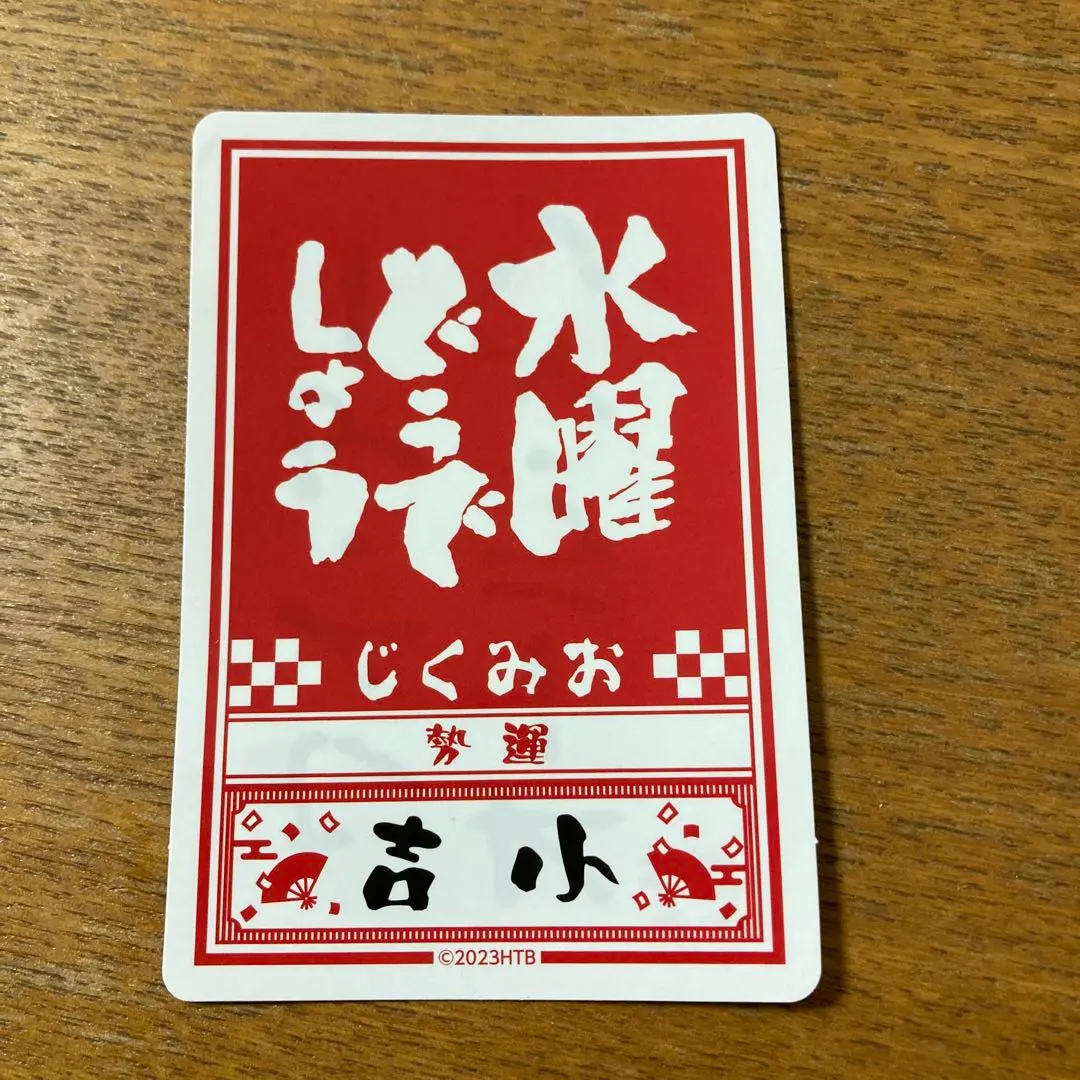 水曜
どうで
しょう
おみくじ
運勢
小吉
©2023HTB